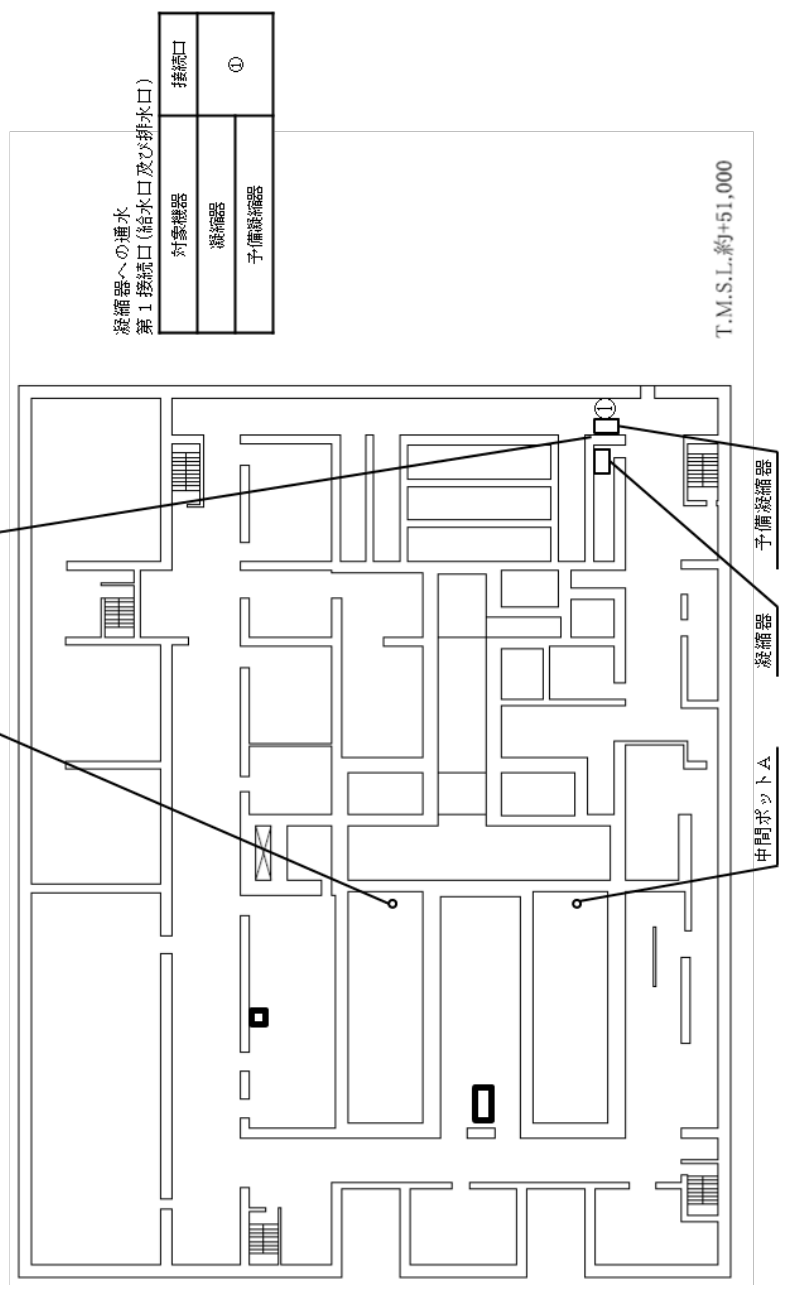 凝縮器への通水
第1接続口(給水口及び排水口)
対象機器 接続口
凝縮器 ①
予備凝縮器
T.M.S.L.約+51,000
①
中間ポットA
凝縮器
予備凝縮器